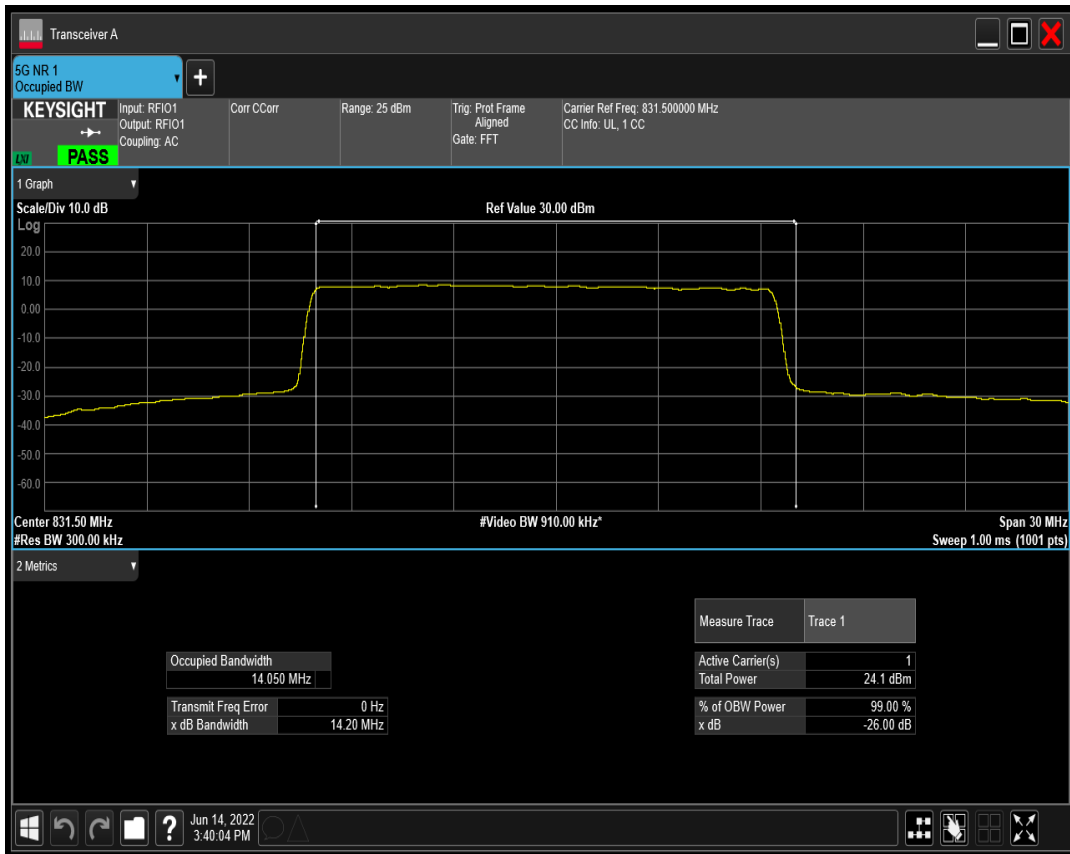 Transceiver A
5G NR 1
Occupied BW
+
KEYSIGHT
LXI
PASS
Input: RFIO1
Output: RFIO1
Coupling: AC
Corr CCorr
Range: 25 dBm
Trig: Prot Frame
Aligned
Gate: FFT
Carrier Ref Freq: 831.500000 MHz
CC Info: UL, 1 CC
1 Graph
Scale/Div 10.0 dB
Ref Value 30.00 dBm
Log
20.0
10.0
0.00
-10.0
-20.0
-30.0
-40.0
-50.0
-60.0
Center 831.50 MHz
#Video BW 910.00 kHz*
Span 30 MHz
#Res BW 300.00 kHz
Sweep 1.00 ms (1001 pts)
2 Metrics
Measure Trace Trace 1
Occupied Bandwidth
14.050 MHz
Active Carrier(s) 1
Total Power 24.1 dBm
Transmit Freq Error 0 Hz
x dB Bandwidth 14.20 MHz
% of OBW Power 99.00 %
x dB -26.00 dB
?
Jun 14, 2022
3:40:04 PM